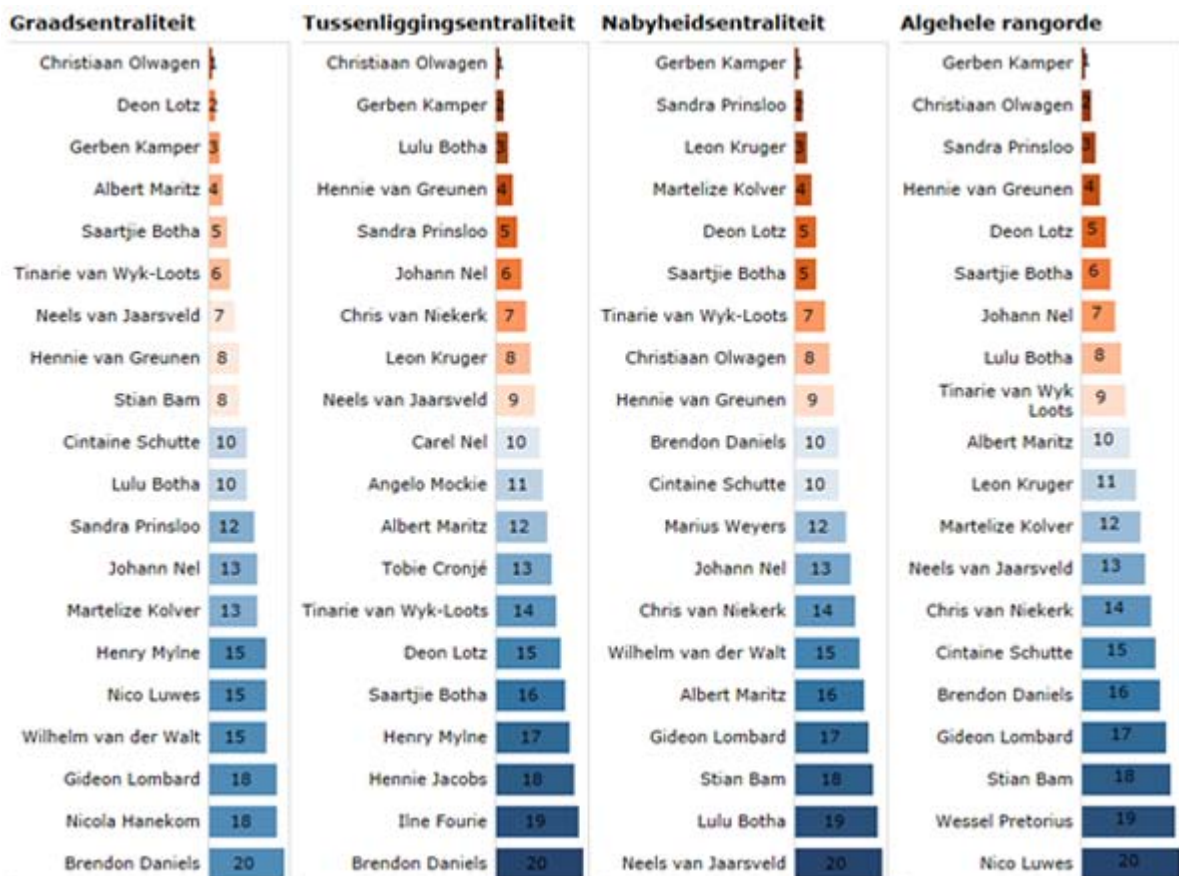 Graadsentraliteit
Christiaan Olwagen 1
Deon Lotz 2
Gerben Kamper 3
Albert Maritz 4
Saartjie Botha 5
Tinarie van Wyk-Loots 6
Neels van Jaarsveld 7
Hennie van Greunen 8
Stian Bam 8
Cintaine Schutte 10
Lulu Botha 10
Sandra Prinsloo 12
Johann Nel 13
Martelize Kolver 13
Henry Mylne 15
Nico Luwes 15
Wilhelm van der Walt 15
Gideon Lombard 18
Nicola Hanekom 18
Brendon Daniels 20
Tussenliggingsentraliteit
Christiaan Olwagen 1
Gerben Kamper 2
Lulu Botha 3
Hennie van Greunen 4
Sandra Prinsloo 5
Johann Nel 6
Chris van Niekerk 7
Leon Kruger 8
Neels van Jaarsveld 9
Carel Nel 10
Angelo Mockie 11
Albert Maritz 12
Tobie Cronjé 13
Tinarie van Wyk-Loots 14
Deon Lotz 15
Saartjie Botha 16
Henry Mylne 17
Hennie Jacobs 18
Ilne Fourie 19
Brendon Daniels 20
Nabyheidsentraliteit
Gerben Kamper 1
Sandra Prinsloo 2
Leon Kruger 3
Martelize Kolver 4
Deon Lotz 5
Saartjie Botha 5
Tinarie van Wyk-Loots 7
Christiaan Olwagen 8
Hennie van Greunen 9
Brendon Daniels 10
Cintaine Schutte 10
Marius Weyers 12
Johann Nel 13
Chris van Niekerk 14
Wilhelm van der Walt 15
Albert Maritz 16
Gideon Lombard 17
Stian Bam 18
Lulu Botha 19
Neels van Jaarsveld 20
Algehele rangorde
Gerben Kamper 1
Christiaan Olwagen 2
Sandra Prinsloo 3
Hennie van Greunen 4
Deon Lotz 5
Saartjie Botha 6
Johann Nel 7
Lulu Botha 8
Tinarie van Wyk
Loots 9
Albert Maritz 10
Leon Kruger 11
Martelize Kolver 12
Neels van Jaarsveld 13
Chris van Niekerk 14
Cintaine Schutte 15
Brendon Daniels 16
Gideon Lombard 17
Stian Bam 18
Wessel Pretorius 19
Nico Luwes 20